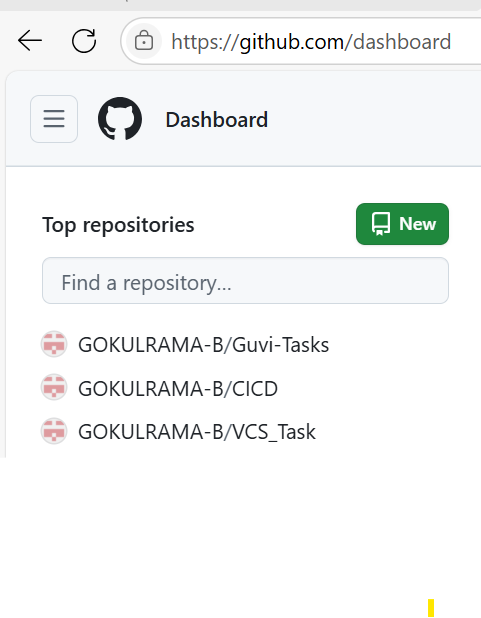 https://github.com/dashboard
Dashboard
Top repositories
New
Find a repository...
GOKULRAMA-B/Guvi-Tasks
GOKULRAMA-B/CICD
GOKULRAMA-B/VCS_Task